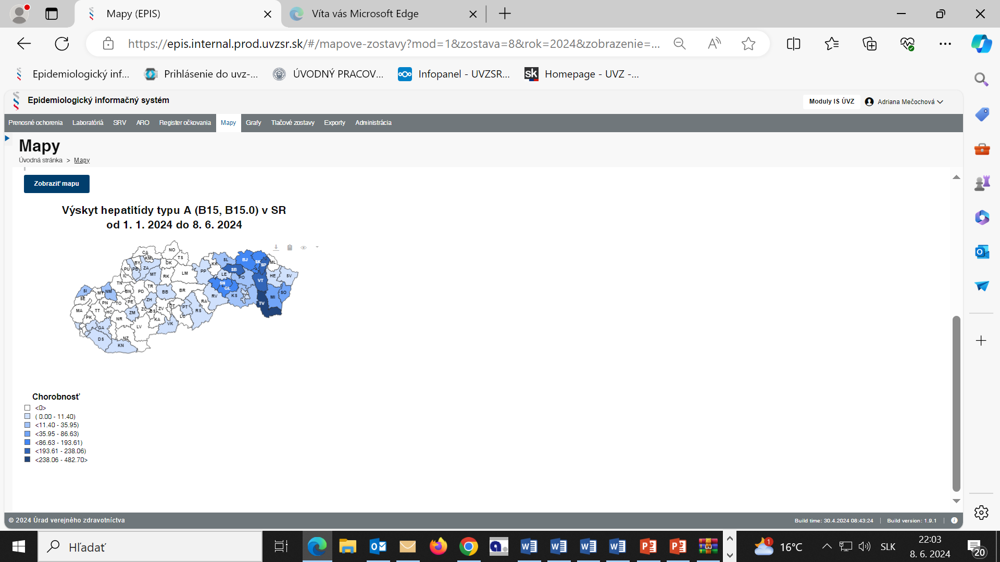 Mapy (EPIS)
Víta vás Microsoft Edge
https://epis.internal.prod.uvzsr.sk/#/mapove-zostavy?mod=1&zostava=8&rok=2024&zobrazenie=...
Epidemiologický inf...
Prihlásenie do uvz-...
ÚVODNÝ PRACOV...
Infopanel - UVZSR...
Homepage - UVZ -...
Epidemiologický informačný systém
Moduly IS ÚVZ
Adriana Mečochová
Prenosné ochorenia Laboratóriá SRV ARO Register očkovania Mapy Grafy Tlačové zostavy Exporty Administrácia
Mapy
Úvodná stránka > Mapy
Zobraziť mapu
Výskyt hepatitídy typu A (B15, B15.0) v SR
od 1. 1. 2024 do 8. 6. 2024
CA NO
KM TS
BY DK KK SL BJ SK ML
PU PB ZA SP
IL MT RK LM PP LE SB PO HE SV
TN TR VT
SI MY NM BN PD BB BR SN GL SO
SE PN TO PE ZH RA RV KS MI
MA TT HC ZM ZC BS ZV DT PT RS TV
PK NR KA LC
GA LV VK
DS NZ
KN
Chorobnosť
<0>
( 0.00 - 11.40)
<11.40 - 35.95)
<35.95 - 86.63)
<86.63 - 193.61)
<193.61 - 238.06)
<238.06 - 482.70>
© 2024 Úrad verejného zdravotníctva
Build time: 30.4.2024 08:43:24 | Build version: 1.9.1 |
Hľadať
1
16°C
SLK
22:03
8. 6. 2024
20